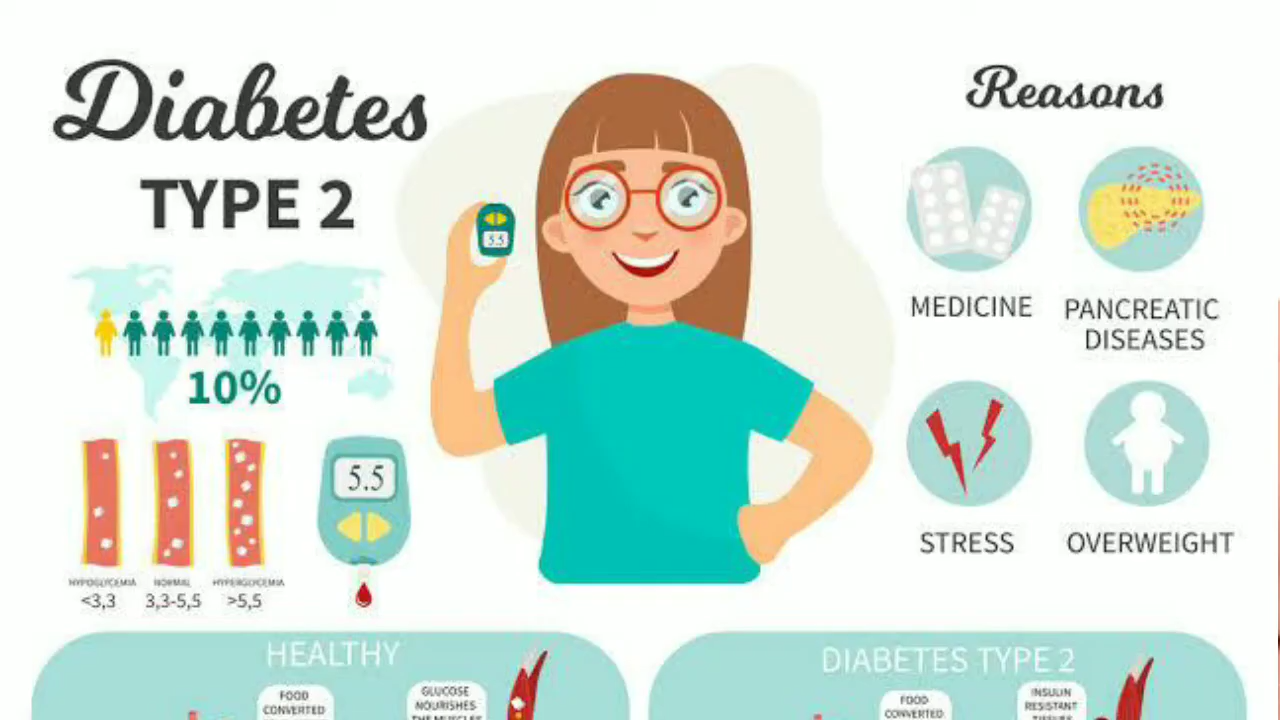 Diabetes
TYPE 2
10%
5.5
5.5
HYPOGLYCEMIA
<3,3
NORMAL
3,3-5,5
HYPERGLYCEMIA
>5,5
Reasons
MEDICINE
PANCREATIC
DISEASES
STRESS
OVERWEIGHT
HEALTHY
FOOD
CONVERTED
GLUCOSE
NOURISHES
THE MUSCLES
DIABETES TYPE 2
FOOD
CONVERTED
INSULIN
RESISTANT
TISSUES